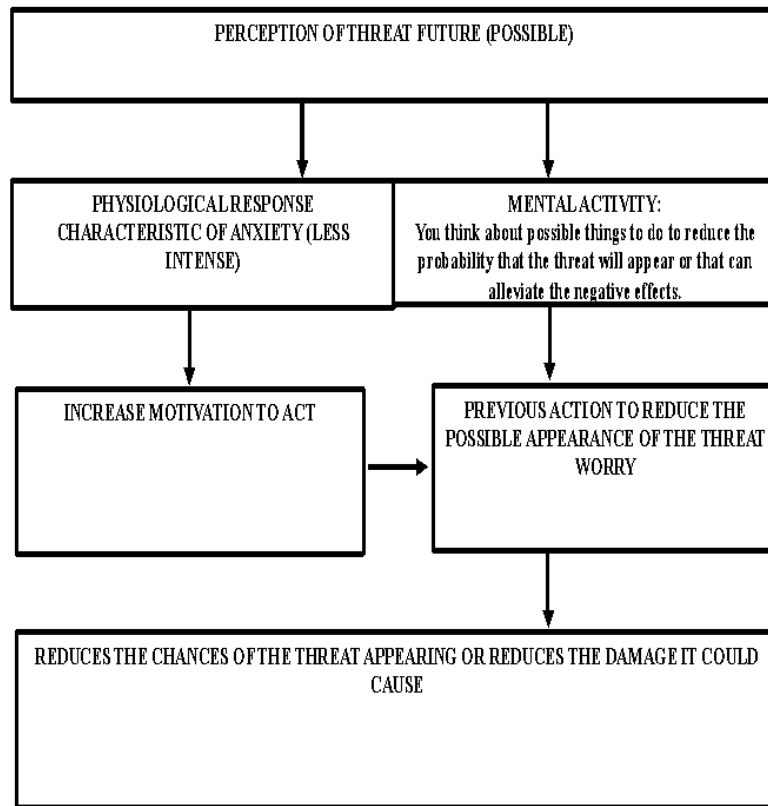 PERCEPTION OF THREAT FUTURE (POSSIBLE)
PHYSIOLOGICAL RESPONSE
CHARACTERISTIC OF ANXIETY (LESS
INTENSE)
MENTAL ACTIVITY:
You think about possible things to do to reduce the
probability that the threat will appear or that can
alleviate the negative effects.
INCREASE MOTIVATION TO ACT
PREVIOUS ACTION TO REDUCE THE
POSSIBLE APPEARANCE OF THE THREAT
WORRY
REDUCES THE CHANCES OF THE THREAT APPEARING OR REDUCES THE DAMAGE IT COULD
CAUSE